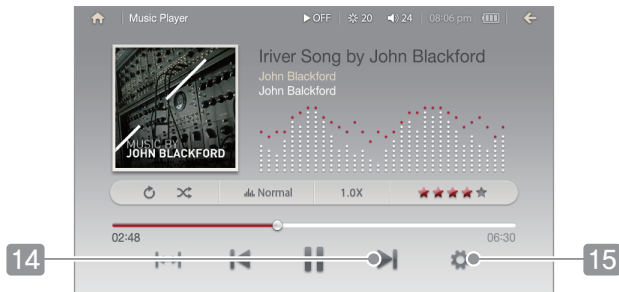 Music Player OFF 20 24 08:06 pm
Iriver Song by John Blackford
John Blackford
John Balckford
MUSIC BY
JOHN BLACKFORD
Normal 1.0X
02:48 06:30
14 15